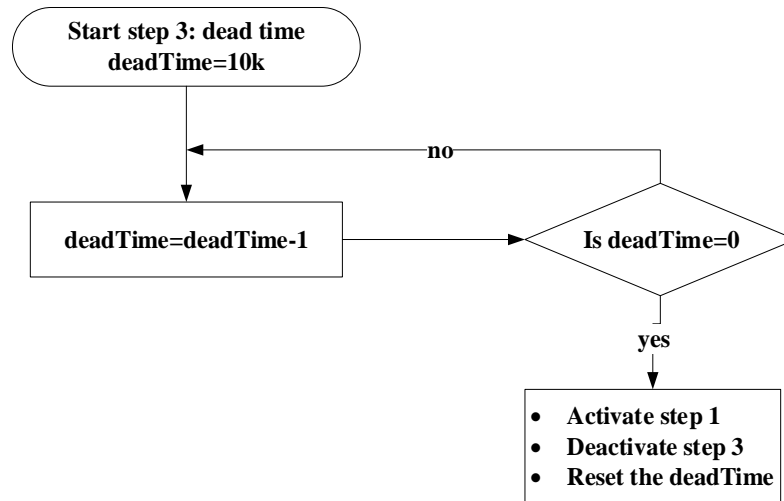 Start step 3: dead time
deadTime=10k
no
deadTime=deadTime-1
Is deadTime=0
yes
• Activate step 1
• Deactivate step 3
• Reset the deadTime